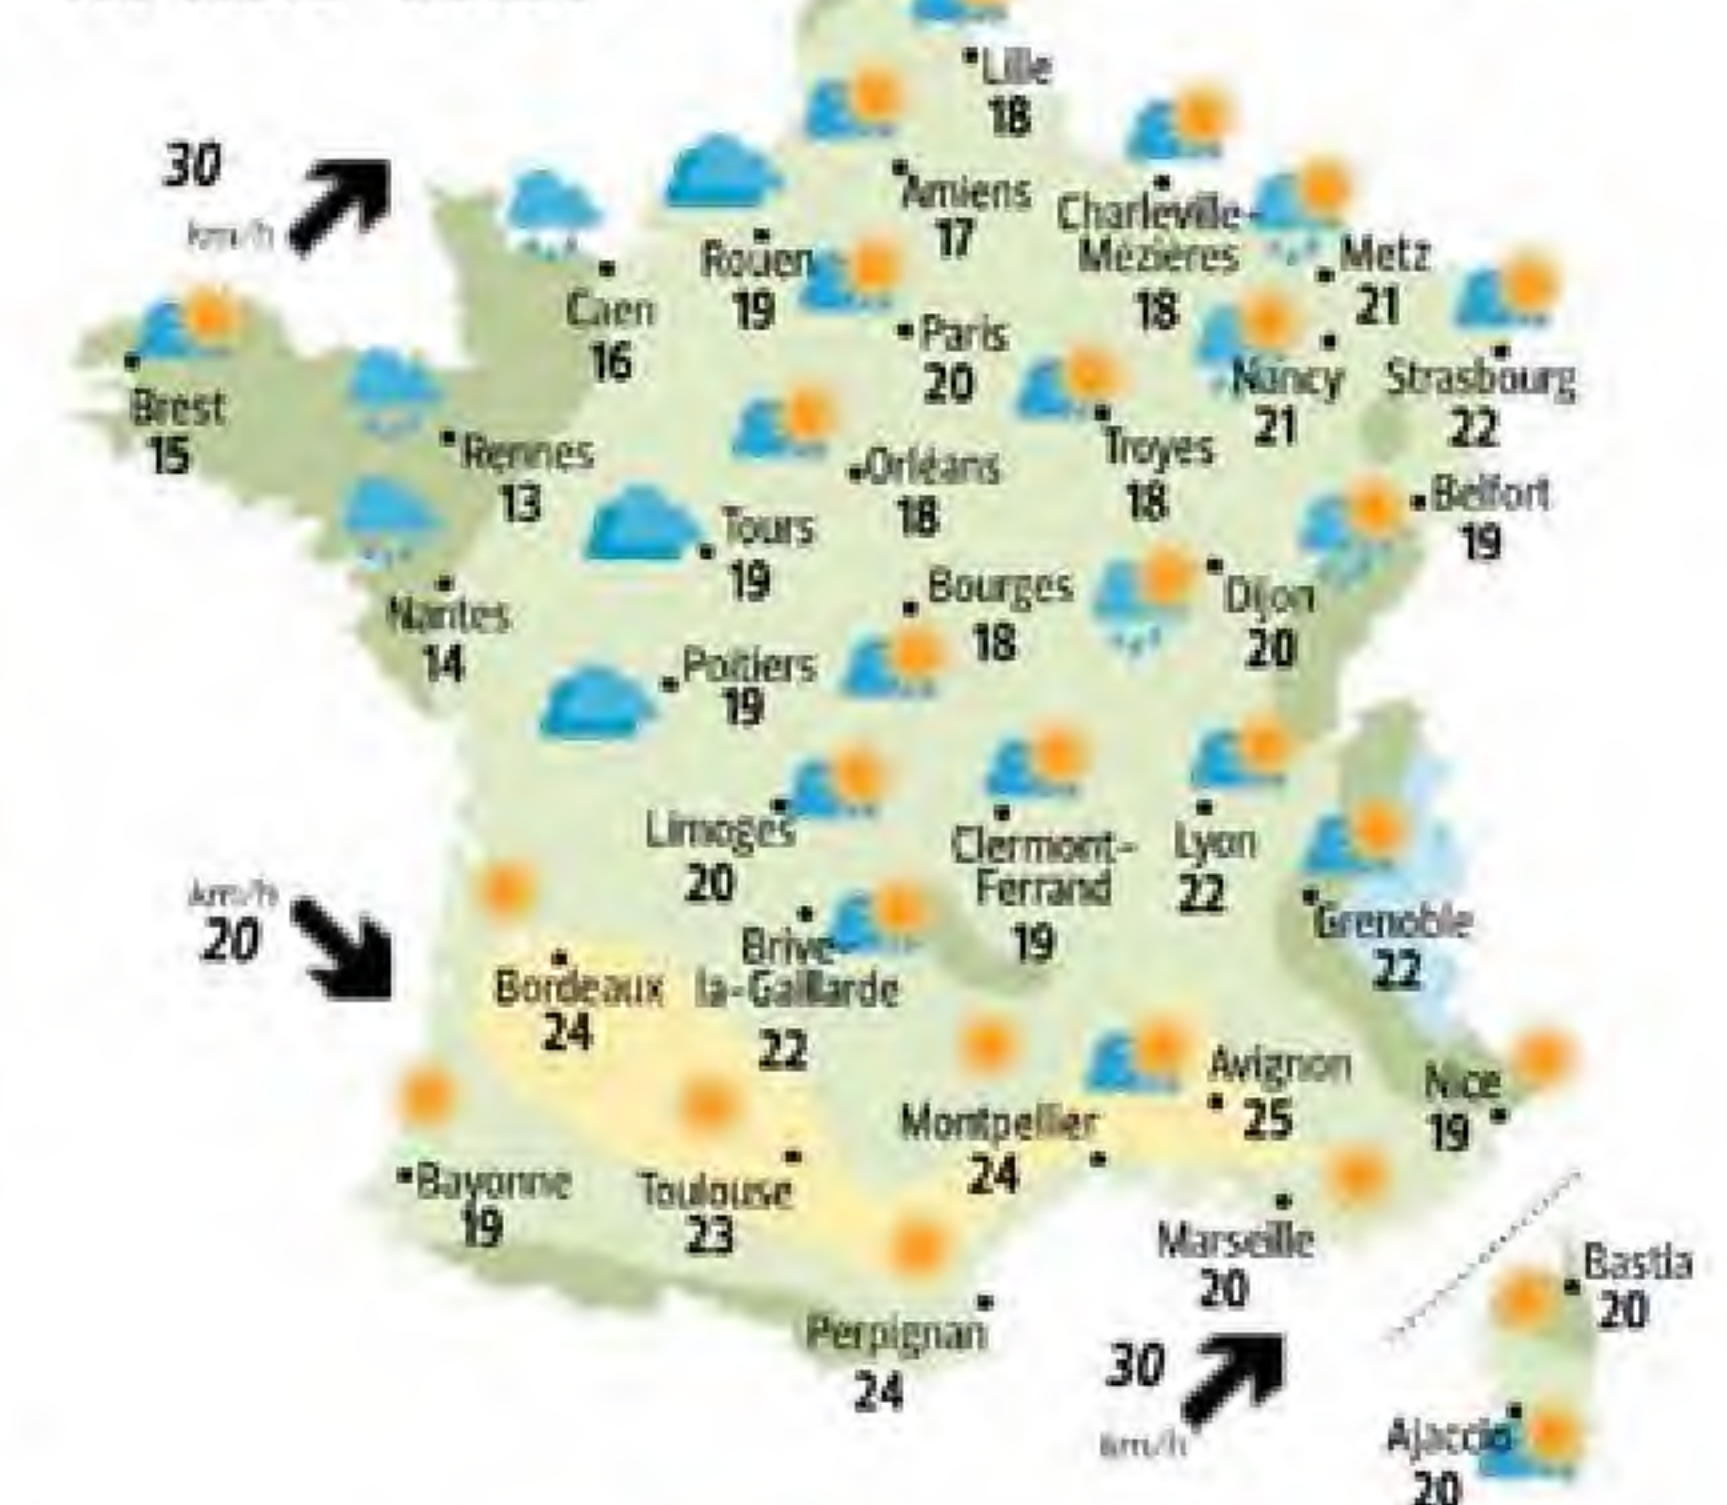 Lille
18
30
km/h
Amiens
17
Charleville-
Mézières
18
Rouen
19
Metz
21
Caen
16
Paris
20
Nancy
21
Strasbourg
22
Brest
15
Rennes
13
Orléans
18
Troyes
18
Belfort
19
Tours
19
Nantes
14
Bourges
18
Dijon
20
Poitiers
19
Limoges
20
Clermont-
Ferrand
19
Lyon
22
km/h
20
Grenoble
22
Brive-
la-Gaillarde
22
Bordeaux
24
Avignon
25
Nice
19
Montpellier
24
Bayonne
19
Toulouse
23
Marseille
20
Perpignan
24
Bastia
20
30
km/h
Ajaccio
20